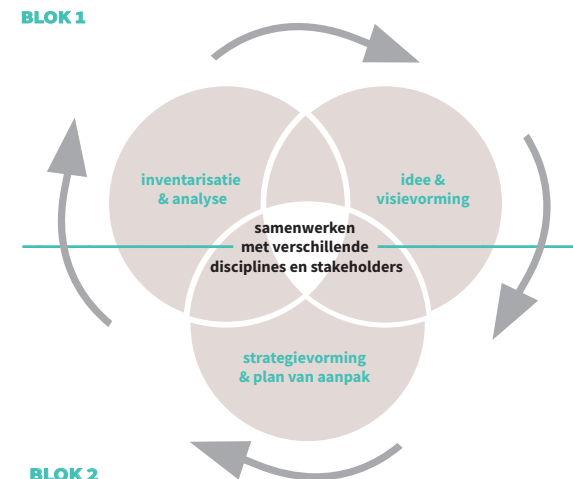 BLOK 1
inventarisatie
& analyse
idee &
visievorming
samenwerken
met verschillende
disciplines en stakeholders
strategievorming
& plan van aanpak
BLOK 2